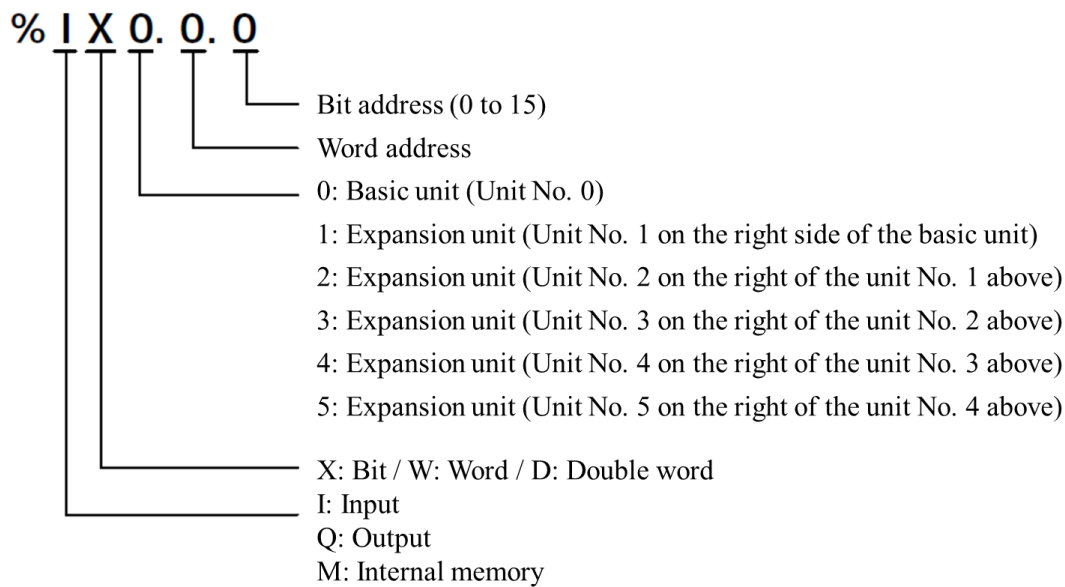 %IX0.0.0
Bit address (0 to 15)
Word address
0: Basic unit (Unit No. 0)
1: Expansion unit (Unit No. 1 on the right side of the basic unit)
2: Expansion unit (Unit No. 2 on the right of the unit No. 1 above)
3: Expansion unit (Unit No. 3 on the right of the unit No. 2 above)
4: Expansion unit (Unit No. 4 on the right of the unit No. 3 above)
5: Expansion unit (Unit No. 5 on the right of the unit No. 4 above)
X: Bit / W: Word / D: Double word
I: Input
Q: Output
M: Internal memory